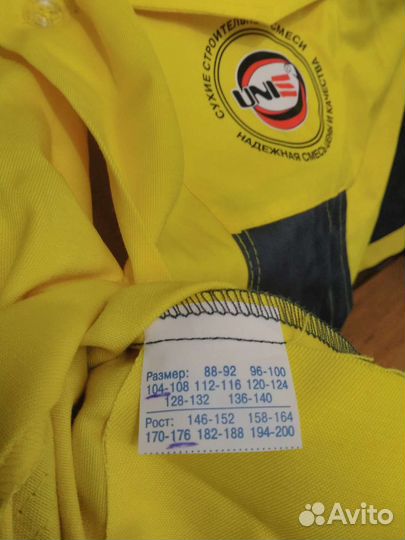 СУХИЕ СТРОИТЕЛЬНЫЕ СМЕСИ
UNIE
НАДЕЖНАЯ СМЕСЬ И КАЧЕСТВА
Размер: 88-92 96-100
104-108 112-116 120-124
128-132 136-140
Рост: 146-152 158-164
170-176 182-188 194-200
Avito